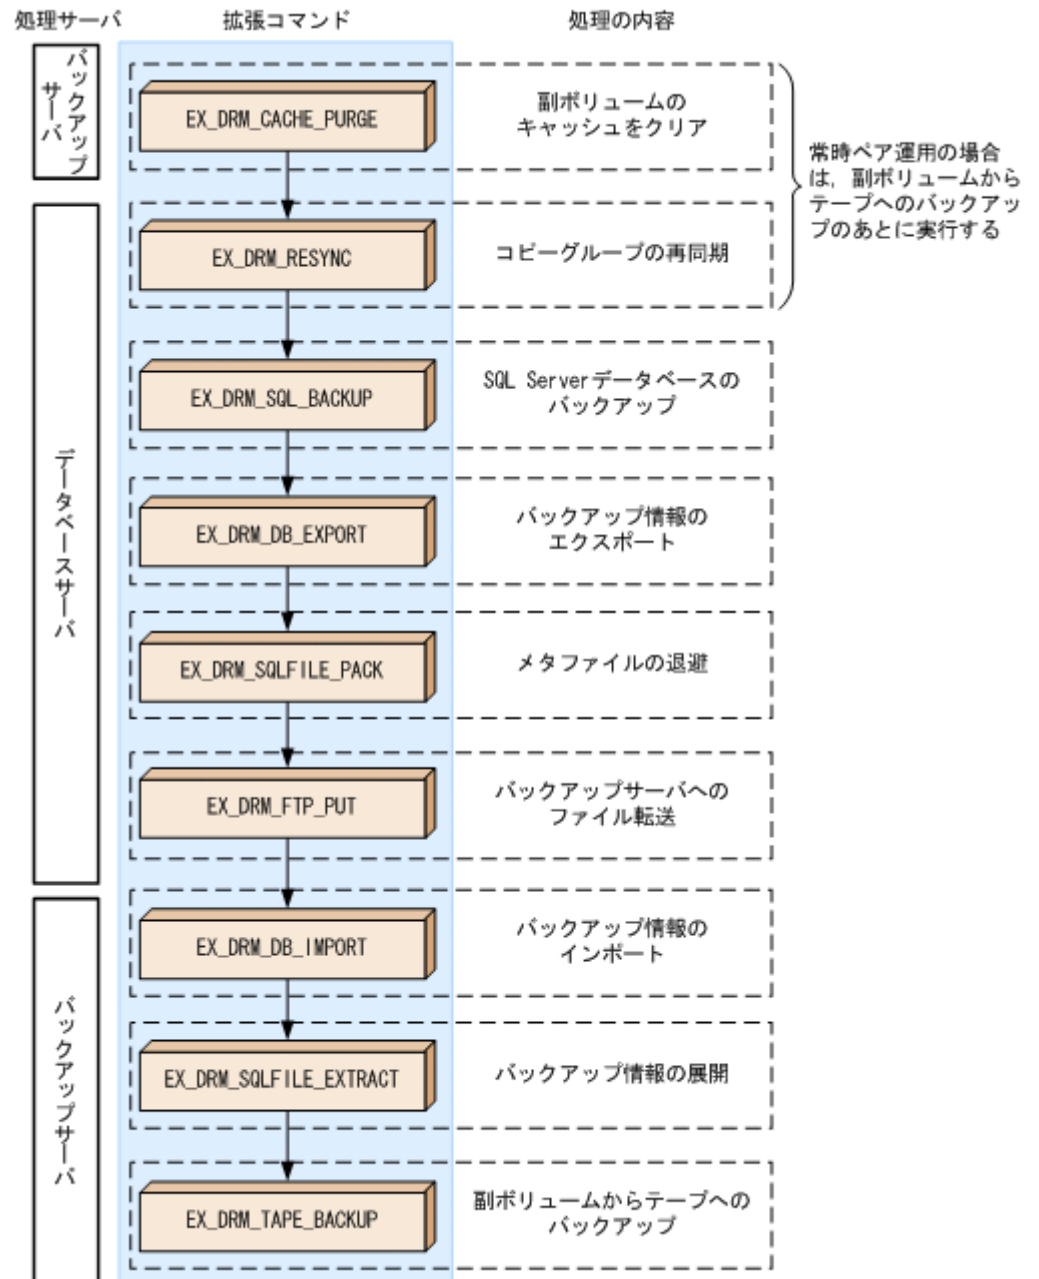 処理サーバ
拡張コマンド
処理の内容
バックアップ
サーバ
EX_DRM_CACHE_PURGE
副ボリュームの
キャッシュをクリア
常時ペア運用の場合
は，副ボリュームから
テープへのバックアッ
プのあとに実行する
データベースサーバ
EX_DRM_RESYNC
コピーグループの再同期
EX_DRM_SQL_BACKUP
SQL Serverデータベースの
バックアップ
EX_DRM_DB_EXPORT
バックアップ情報の
エクスポート
EX_DRM_SQLFILE_PACK
メタファイルの退避
EX_DRM_FTP_PUT
バックアップサーバへの
ファイル転送
バックアップサーバ
EX_DRM_DB_IMPORT
バックアップ情報の
インポート
EX_DRM_SQLFILE_EXTRACT
バックアップ情報の展開
EX_DRM_TAPE_BACKUP
副ボリュームからテープへの
バックアップ